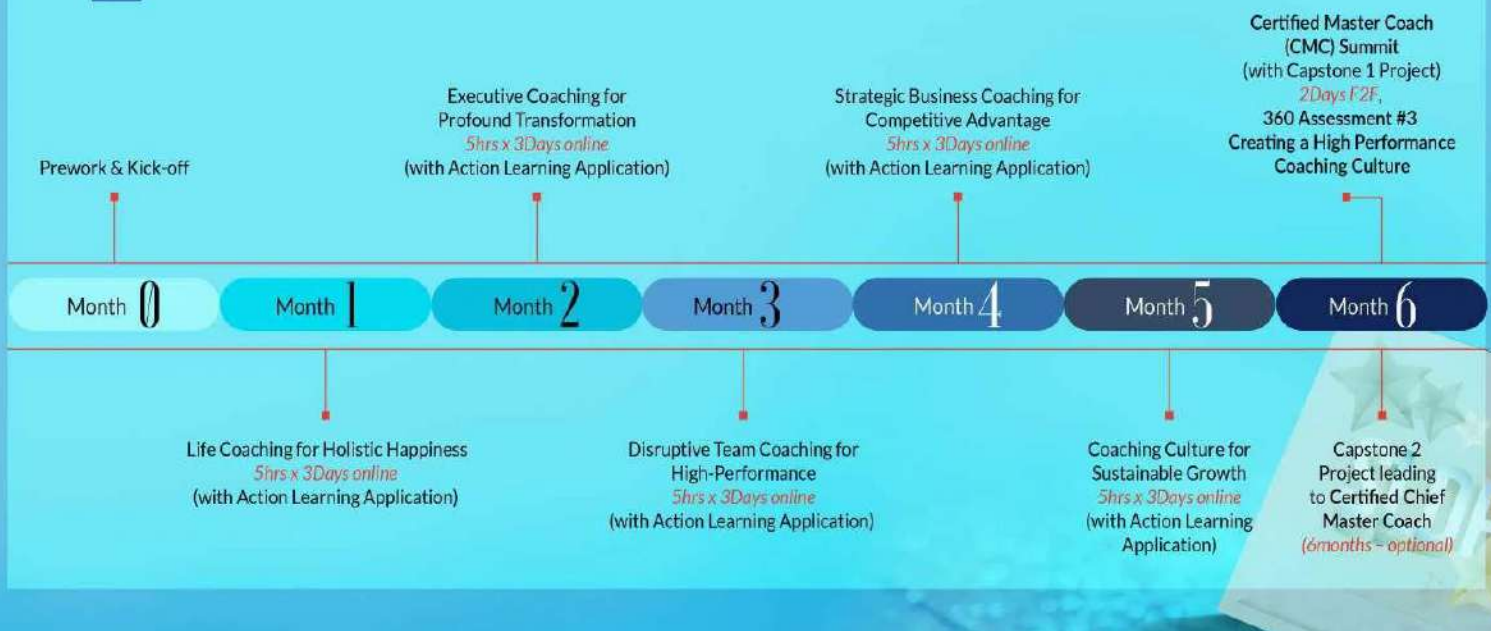 Prework & Kick-off
Executive Coaching for
Profound Transformation
5hrs x 3Days online
(with Action Learning Application)
Strategic Business Coaching for
Competitive Advantage
5hrs x 3Days online
(with Action Learning Application)
Certified Master Coach
(CMC) Summit
(with Capstone 1 Project)
2Days F2F,
360 Assessment #3
Creating a High Performance
Coaching Culture
Month 0
Month 1
Month 2
Month 3
Month 4
Month 5
Month 6
Life Coaching for Holistic Happiness
5hrs x 3Days online
(with Action Learning Application)
Disruptive Team Coaching for
High-Performance
5hrs x 3Days online
(with Action Learning Application)
Coaching Culture for
Sustainable Growth
5hrs x 3Days online
(with Action Learning
Application)
Capstone 2
Project leading
to Certified Chief
Master Coach
(6months – optional)